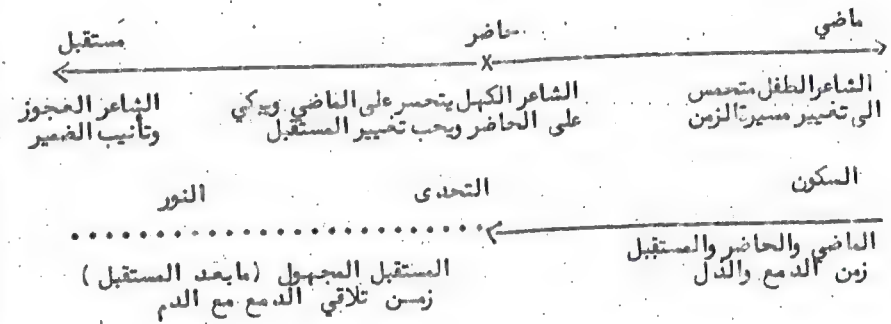 ماضي حاضر مستقبل
X
الشاعر الطفل متحمس الشاعر الكهل يتحسر على الماضي ويبكي الشاعر العجوز
الى تغيير مسيرة الزمن على الحاضر ويحب تغيير المستقبل وتأنيب الضمير
السكون التحدى النور
الماضي والحاضر والمستقبل المستقبل المجهول (مابعد المستقبل)
زمن الدمع والذل زمن تلاقي الدمع مع الدم